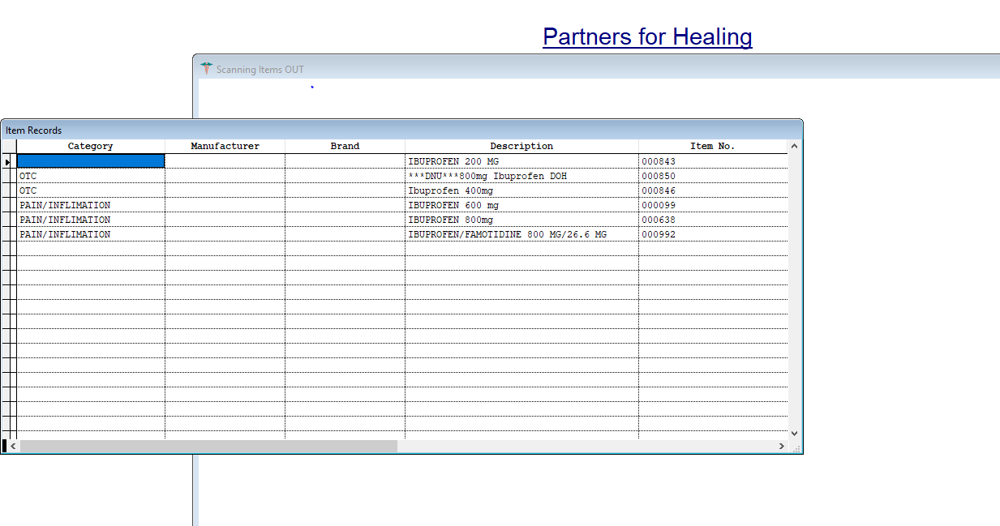 Partners for Healing
Scanning Items OUT
Item Records
Category Manufacturer Brand Description Item No.
IBUPROFEN 200 MG 000843
OTC ***DNU***800mg Ibuprofen DOH 000850
OTC Ibuprofen 400mg 000846
PAIN/INFLIMATION IBUPROFEN 600 mg 000099
PAIN/INFLIMATION IBUPROFEN 800mg 000638
PAIN/INFLIMATION IBUPROFEN/FAMOTIDINE 800 MG/26.6 MG 000992